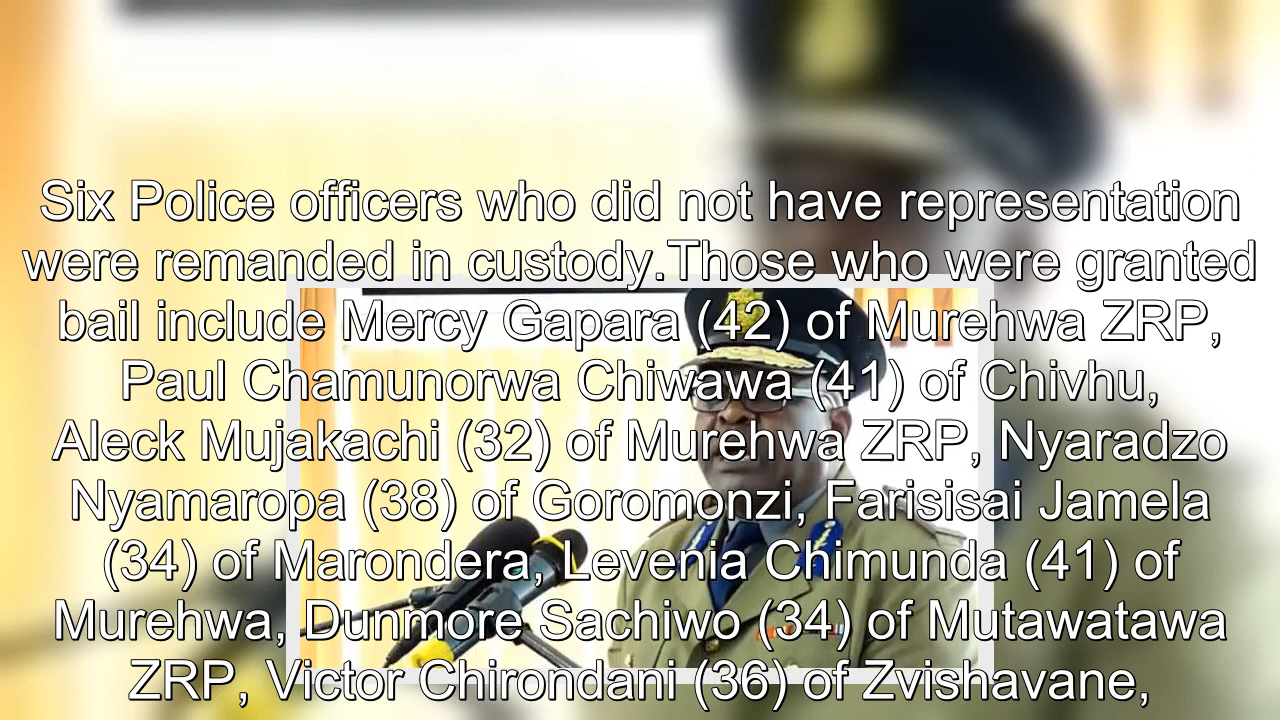 Six Police officers who did not have representation
were remanded in custody.Those who were granted
bail include Mercy Gapara (42) of Murehwa ZRP,
Paul Chamunorwa Chiwawa (41) of Chivhu,
Aleck Mujakachi (32) of Murehwa ZRP, Nyaradzo
Nyamaropa (38) of Goromonzi, Farisisai Jamela
(34) of Marondera, Levenia Chimunda (41) of
Murehwa, Dunmore Sachiwo (34) of Mutawatawa
ZRP, Victor Chirondani (36) of Zvishavane,